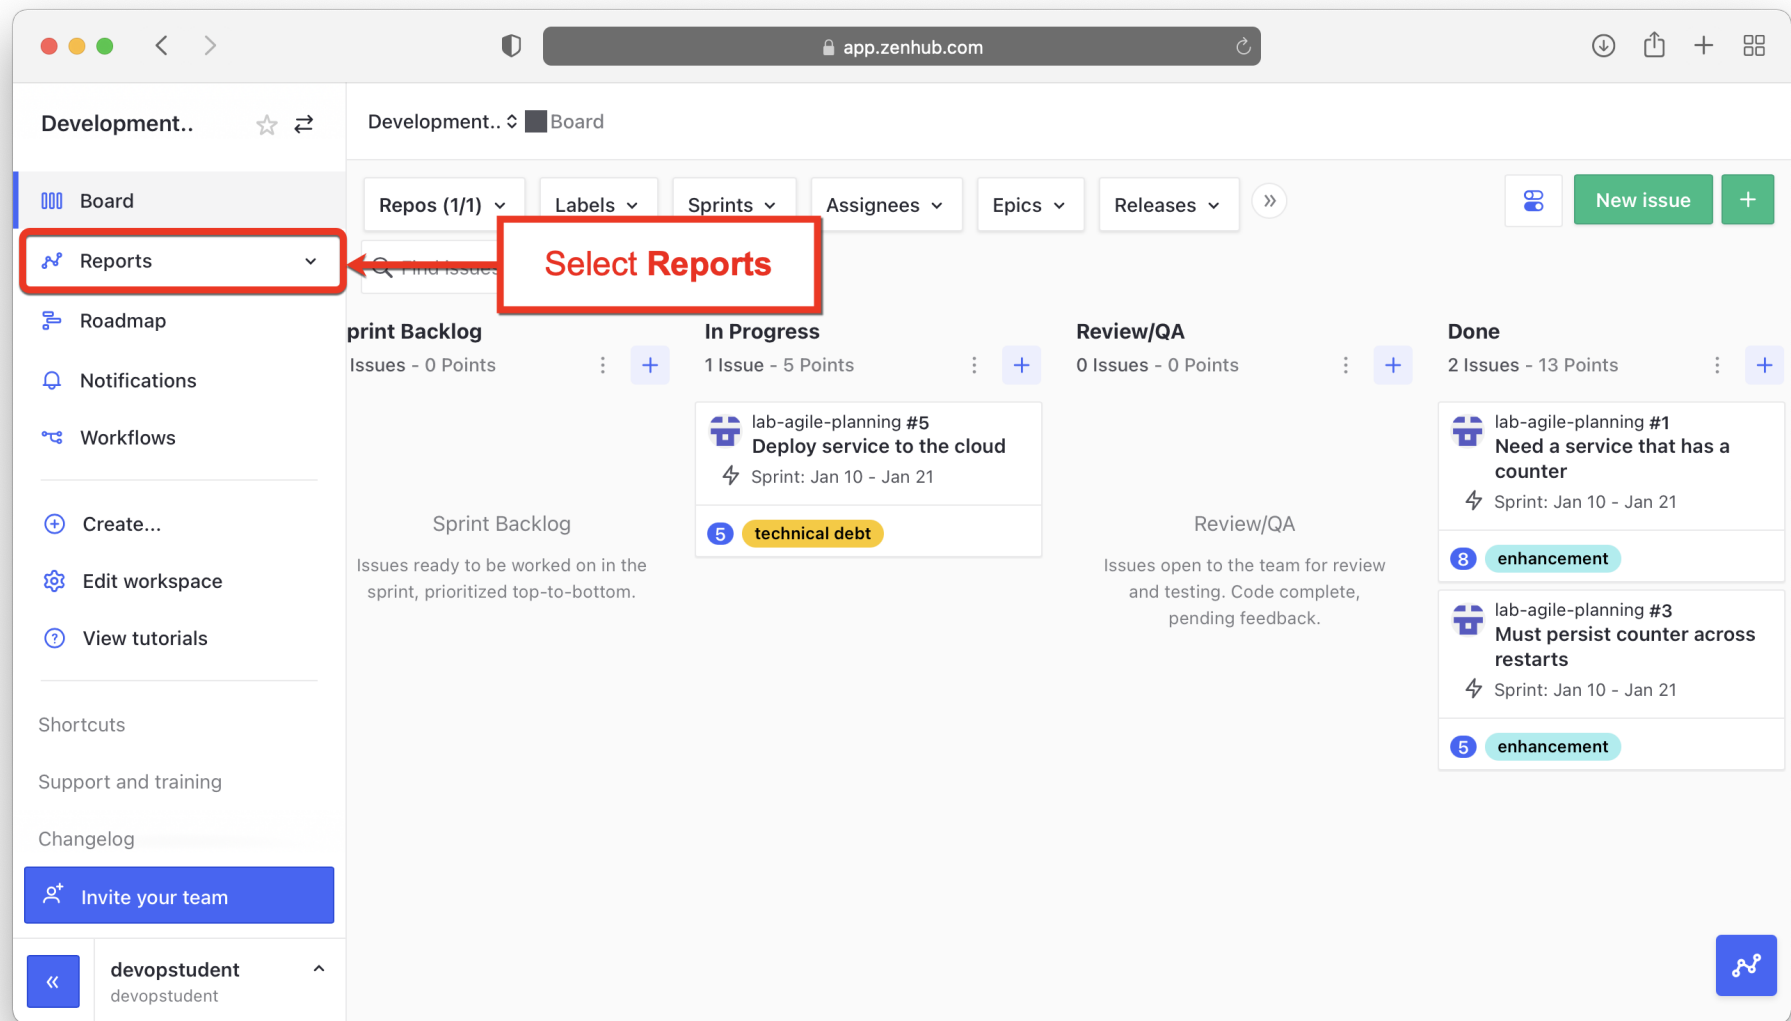 app.zenhub.com
Development..
Development.. Board
Board
Reports
Roadmap
Notifications
Workflows
Create...
Edit workspace
View tutorials
Shortcuts
Support and training
Changelog
Invite your team
devopstudent
devopstudent
Repos (1/1)
Labels
Sprints
Assignees
Epics
Releases
New issue
Find Issues
Select Reports
print Backlog
Issues - 0 Points
Sprint Backlog
Issues ready to be worked on in the
sprint, prioritized top-to-bottom.
In Progress
1 Issue - 5 Points
lab-agile-planning #5
Deploy service to the cloud
Sprint: Jan 10 - Jan 21
5 technical debt
Review/QA
0 Issues - 0 Points
Review/QA
Issues open to the team for review
and testing. Code complete,
pending feedback.
Done
2 Issues - 13 Points
lab-agile-planning #1
Need a service that has a
counter
Sprint: Jan 10 - Jan 21
8 enhancement
lab-agile-planning #3
Must persist counter across
restarts
Sprint: Jan 10 - Jan 21
5 enhancement